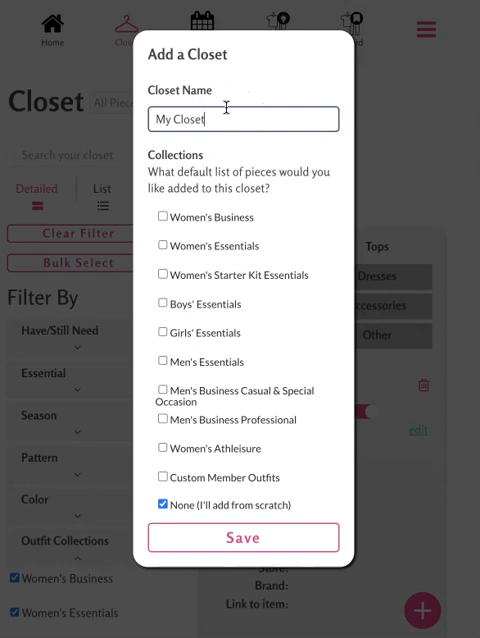 Home
Add a Closet
Closet Name
My Closet
Collections
What default list of pieces would you
like added to this closet?
Women's Business
Women's Essentials
Women's Starter Kit Essentials
Boys' Essentials
Girls' Essentials
Men's Essentials
Men's Business Casual & Special
Occasion
Men's Business Professional
Women's Athleisure
Custom Member Outfits
None (I'll add from scratch)
Save
Closet
All Piece
Search your closet
Detailed
List
Clear Filter
Bulk Select
Filter By
Have/Still Need
Essential
Season
Pattern
Color
Outfit Collections
Women's Business
Women's Essentials
Tops
Dresses
ccessories
Other
edit
Store:
Brand:
Link to item: